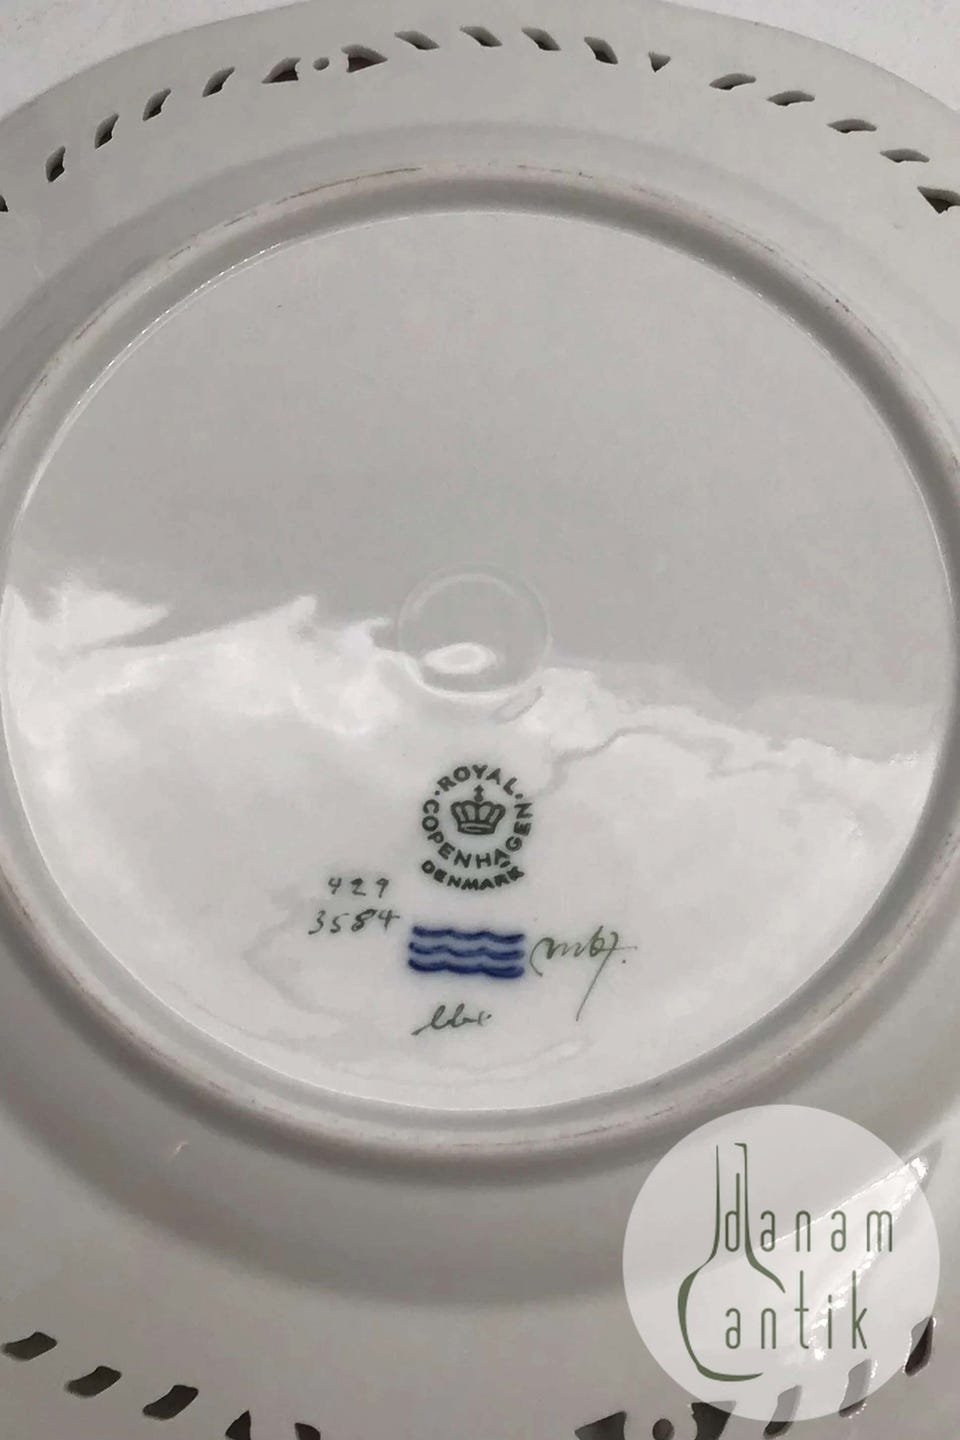 ROYAL
COPENHAGEN
DENMARK
429
3584
danam
antik